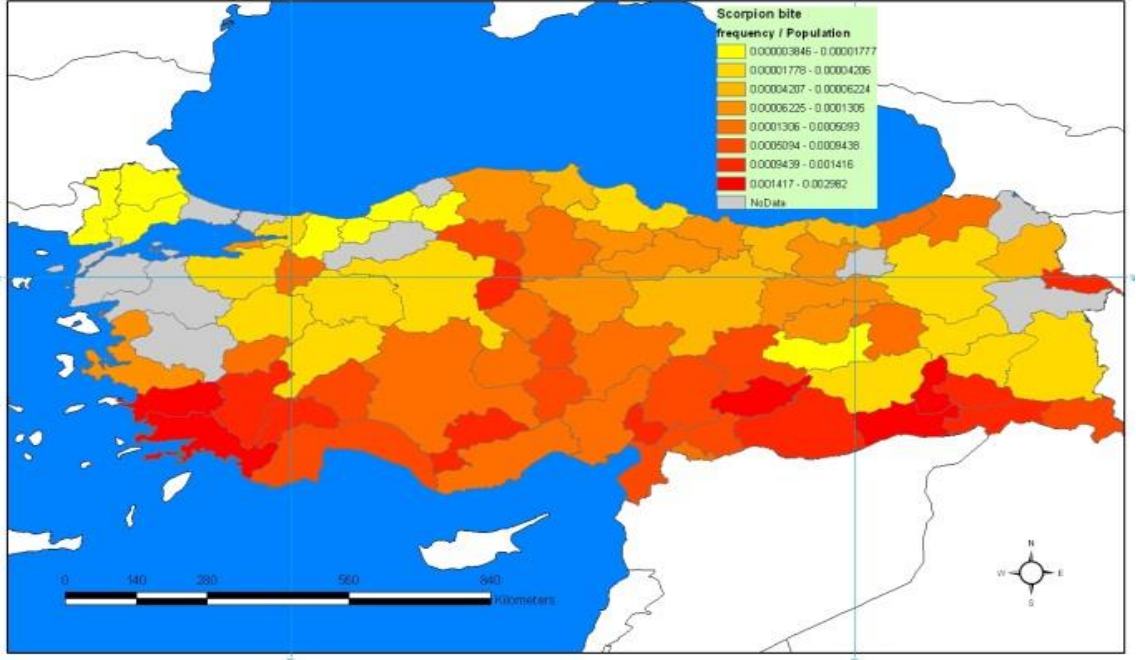 Scorpion bite
frequency / Population
0.000003846 - 0.00001777
0.00001778 - 0.00004206
0.00004207 - 0.00006224
0.00006225 - 0.0001305
0.0001306 - 0.0005093
0.0005094 - 0.0009438
0.0009439 - 0.001416
0.001417 - 0.002982
NoData
N
W E
S
0 140 280 560 840
Kilometers